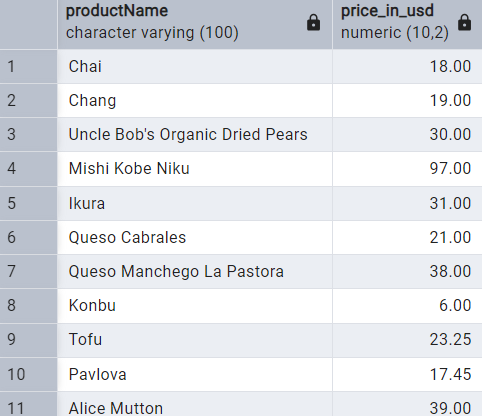 productName price_in_usd
character varying (100) numeric (10,2)
1 Chai 18.00
2 Chang 19.00
3 Uncle Bob's Organic Dried Pears 30.00
4 Mishi Kobe Niku 97.00
5 Ikura 31.00
6 Queso Cabrales 21.00
7 Queso Manchego La Pastora 38.00
8 Konbu 6.00
9 Tofu 23.25
10 Pavlova 17.45
11 Alice Mutton 39.00